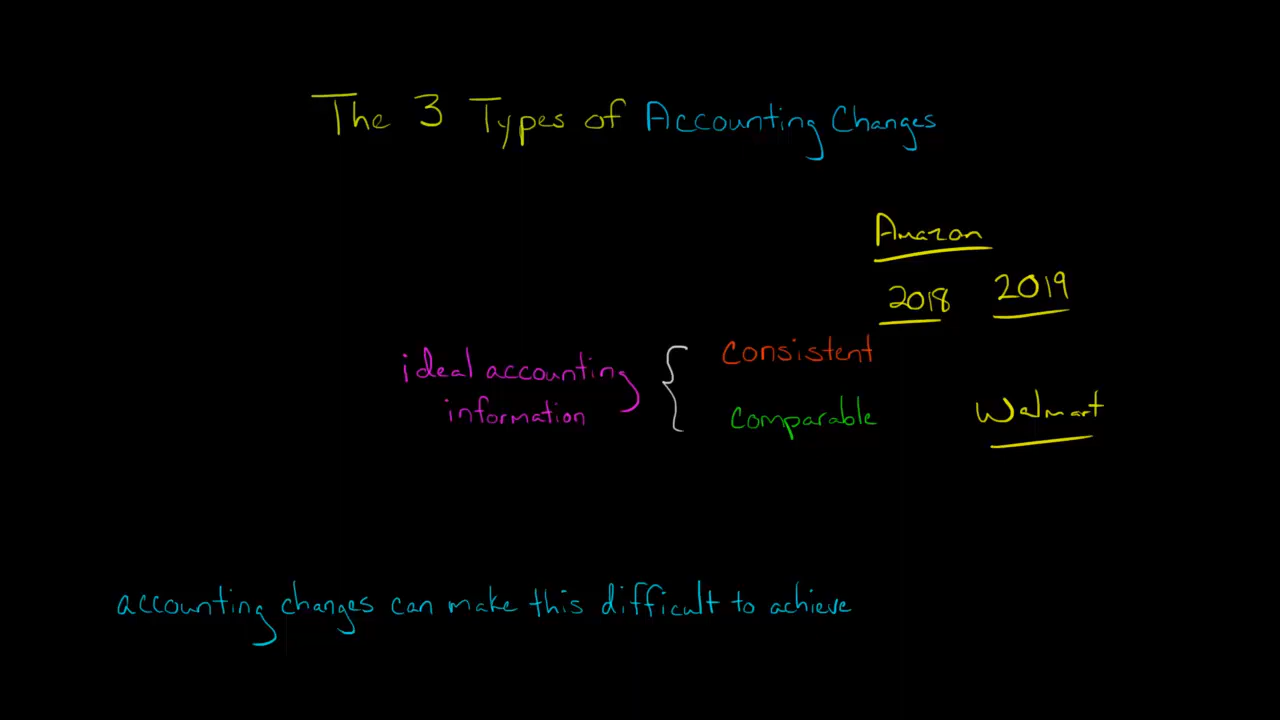 The 3 Types of Accounting Changes
Amazon
2018 2019
ideal accounting
information
consistent
comparable
Walmart
accounting changes can make this difficult to achieve